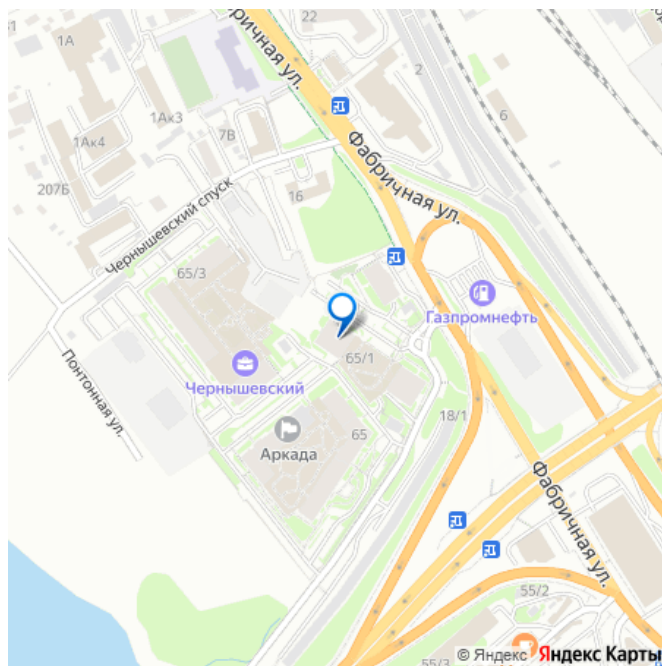 22
Фабричная ул.
1А
2
6
1Ак3
7В
1Ак4
207Б
16
Фабричная ул.
Чернышевский спуск
65/3
Газпромнефть
65/1
Чернышевский
Понтонная ул.
18/1
65
Аркада
Фабричная ул.
55/2
55/3
© Яндекс Яндекс Карты